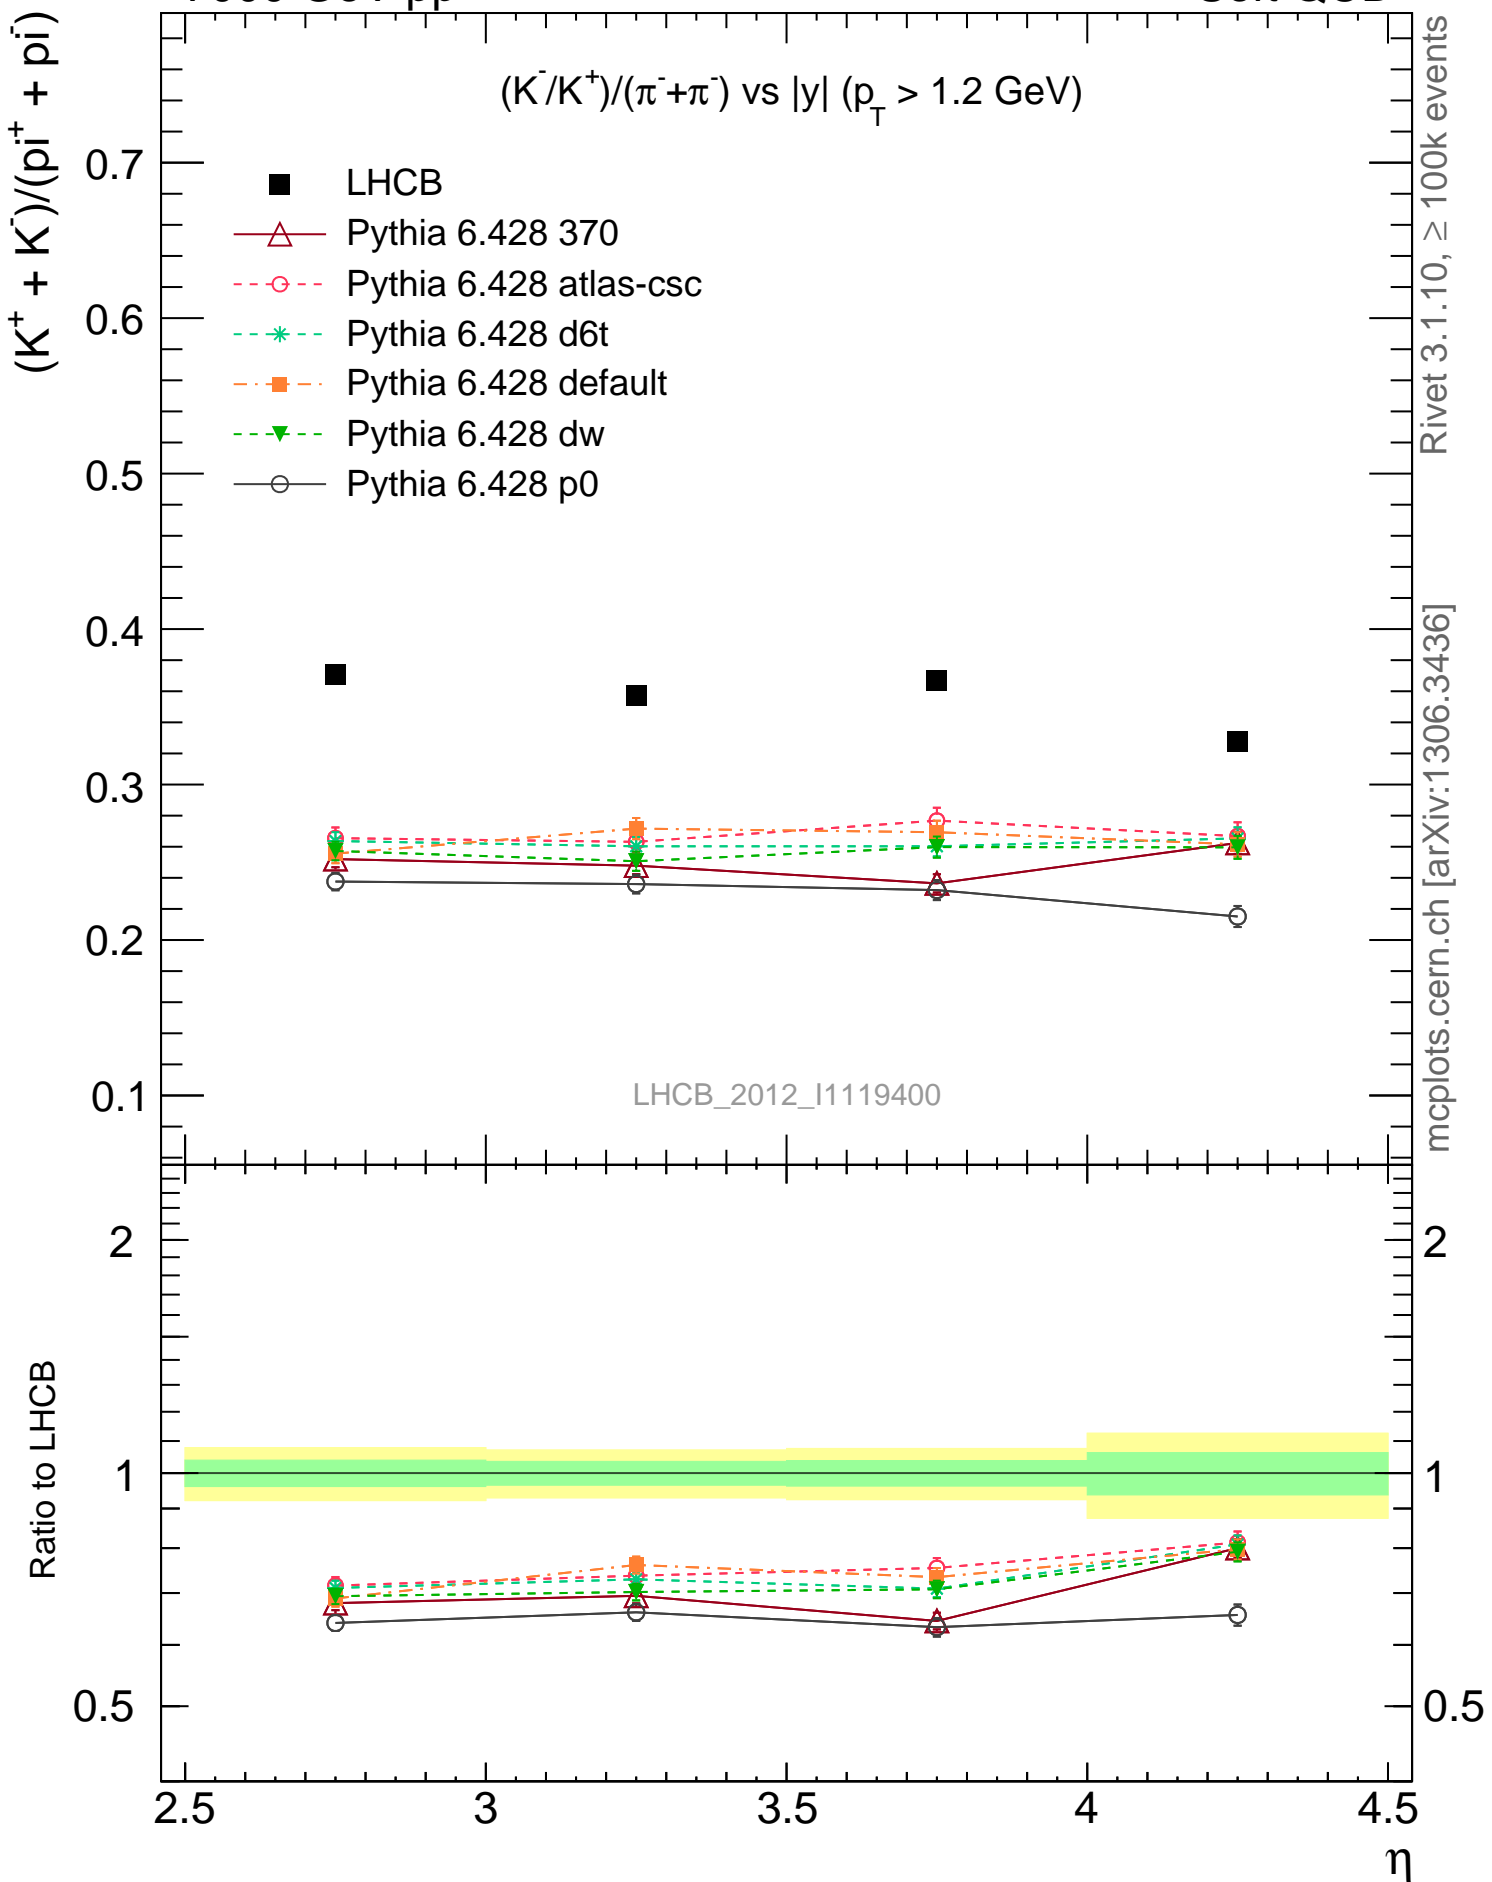 (K⁻/K⁺)/(π⁻+π⁻) vs |y| (p_T > 1.2 GeV)
(K⁺ + K⁻)/(pi⁺ + pi⁻)
0.7
0.6
0.5
0.4
0.3
0.2
0.1
LHCB
Pythia 6.428 370
Pythia 6.428 atlas-csc
Pythia 6.428 d6t
Pythia 6.428 default
Pythia 6.428 dw
Pythia 6.428 p0
LHCB_2012_I1119400
Rivet 3.1.10, ≥ 100k events
mcplots.cern.ch [arXiv:1306.3436]
Ratio to LHCB
2
1
0.5
2
1
0.5
2.5 3 3.5 4 4.5
η